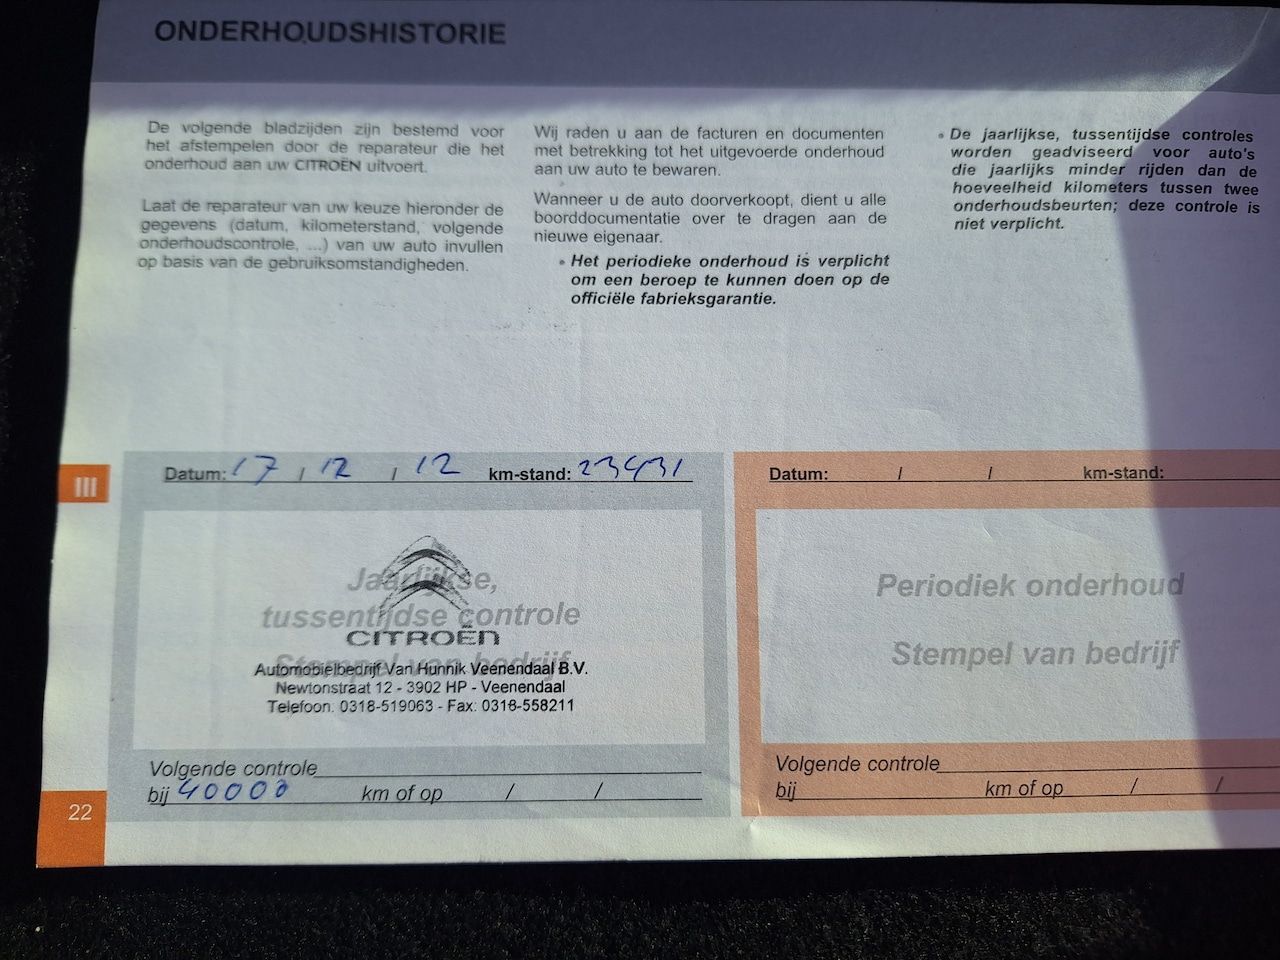 ONDERHOUDSHISTORIE
De volgende bladzijden zijn bestemd voor
het afstempelen door de reparateur die het
onderhoud aan uw CITROËN uitvoert.
Laat de reparateur van uw keuze hieronder de
gegevens (datum, kilometerstand, volgende
onderhoudscontrole, ...) van uw auto invullen
op basis van de gebruiksomstandigheden.
Wij raden u aan de facturen en documenten
met betrekking tot het uitgevoerde onderhoud
aan uw auto te bewaren.
Wanneer u de auto doorverkoopt, dient u alle
boorddocumentatie over te dragen aan de
nieuwe eigenaar.
• Het periodieke onderhoud is verplicht
om een beroep te kunnen doen op de
officiële fabrieksgarantie.
• De jaarlijkse, tussentijdse controles
worden geadviseerd voor auto's
die jaarlijks minder rijden dan de
hoeveelheid kilometers tussen twee
onderhoudsbeurten; deze controle is
niet verplicht.
III
Datum: 17 / 12 / 12 km-stand: 23431
Jaarlijkse,
tussentijdse controle
Stempel van bedrijf
CITROËN
Automobielbedrijf Van Hunnik Veenendaal B.V.
Newtonstraat 12 - 3902 HP - Veenendaal
Telefoon: 0318-519063 - Fax: 0318-558211
Volgende controle
bij 40000 km of op / /
Datum: / / km-stand:
Periodiek onderhoud
Stempel van bedrijf
Volgende controle
bij km of op / /
22